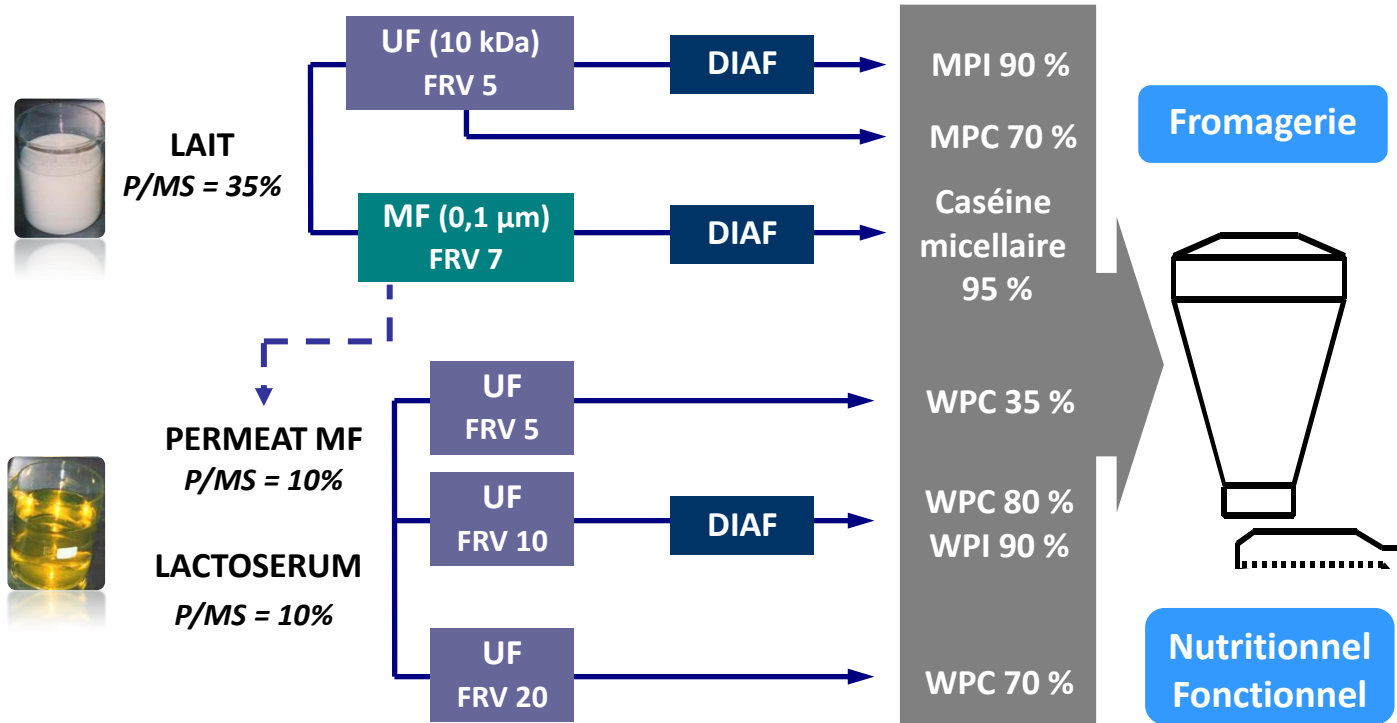 UF (10 kDa)
FRV 5
DIAF
MPI 90 %
MPC 70 %
LAIT
P/MS = 35%
MF (0,1 µm)
FRV 7
DIAF
Caséine
micellaire
95 %
Fromagerie
PERMEAT MF
P/MS = 10%
LACTOSERUM
P/MS = 10%
UF
FRV 5
WPC 35 %
UF
FRV 10
DIAF
WPC 80 %
WPI 90 %
UF
FRV 20
WPC 70 %
Nutritionnel
Fonctionnel